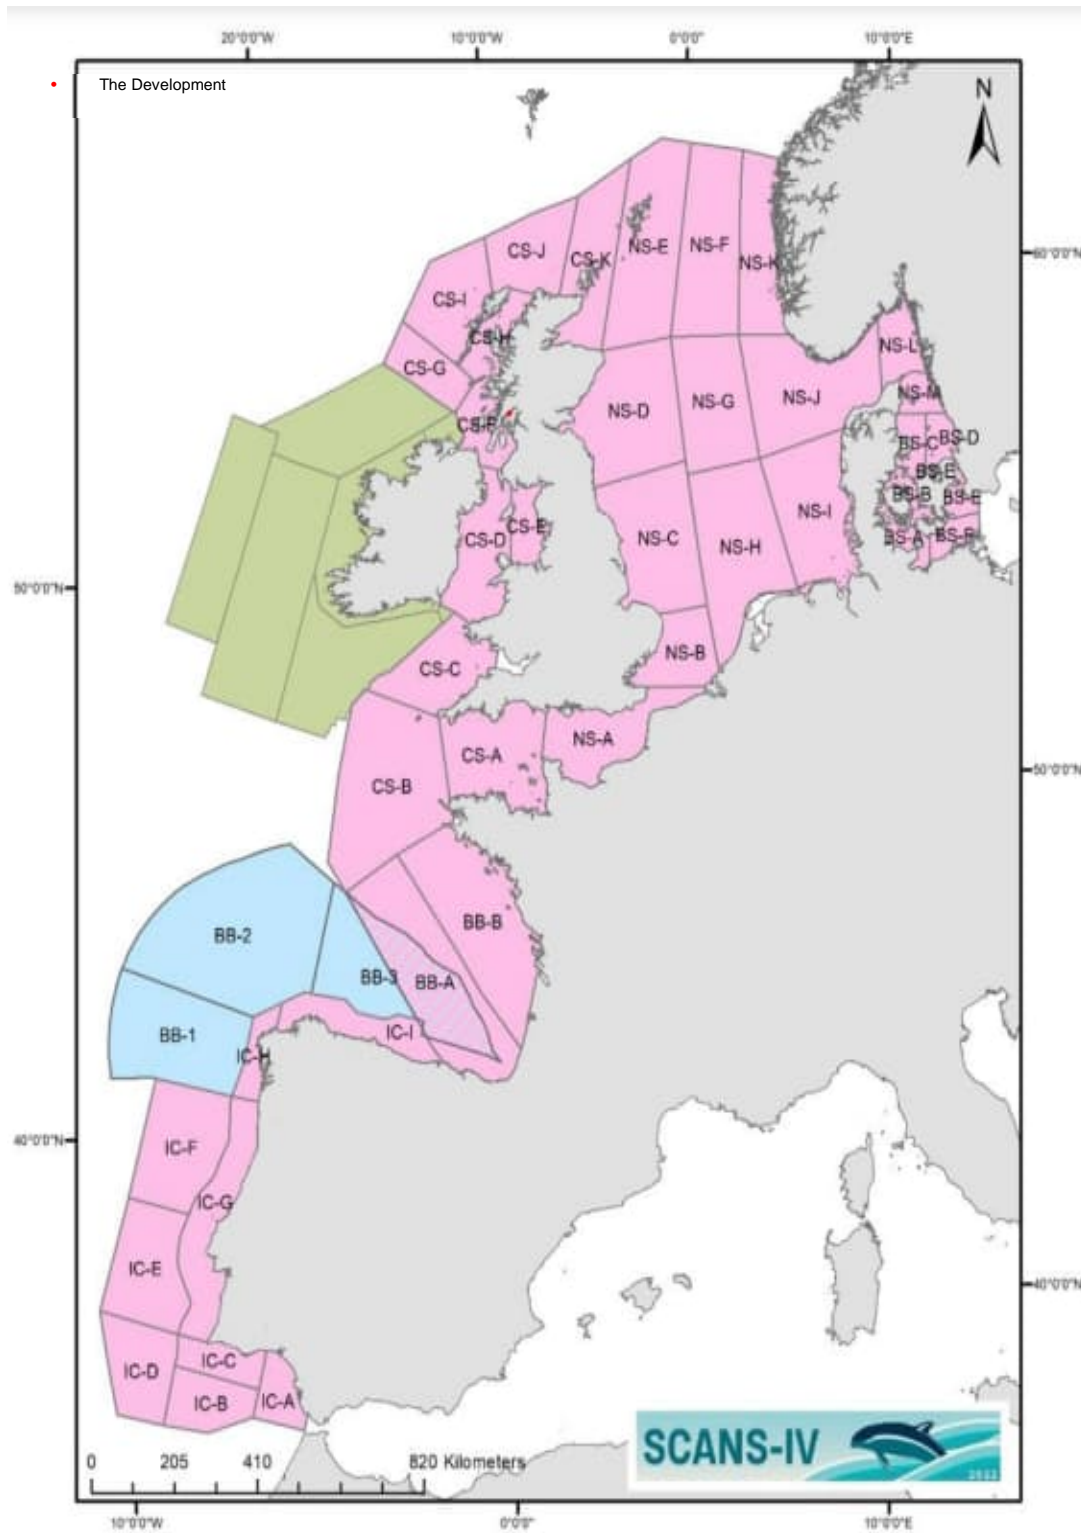 20°0'0"W 10°0'0"W 0°0'0" 10°0'0"E
The Development
N
CS-J
CS-K
NS-E
NS-F
NS-K
60°0'0"N
CS-I
CS-H
NS-L
CS-G
NS-J
NS-M
NS-D
NS-G
CS-F
BS-C
BS-D
BS-E
BS-B
BS-E
NS-I
CS-E
CS-D
NS-C
NS-H
BS-A
BS-F
50°0'0"N
NS-B
CS-C
NS-A
CS-A
50°0'0"N
CS-B
BB-B
BB-2
BB-3
BB-A
BB-1
IC-I
IC-H
40°0'0"N
IC-F
IC-G
IC-E
40°0'0"N
IC-C
IC-D
IC-B
IC-A
SCANS-IV
2022
0 205 410 820 Kilometers
10°0'0"W 0°0'0" 10°0'0"E